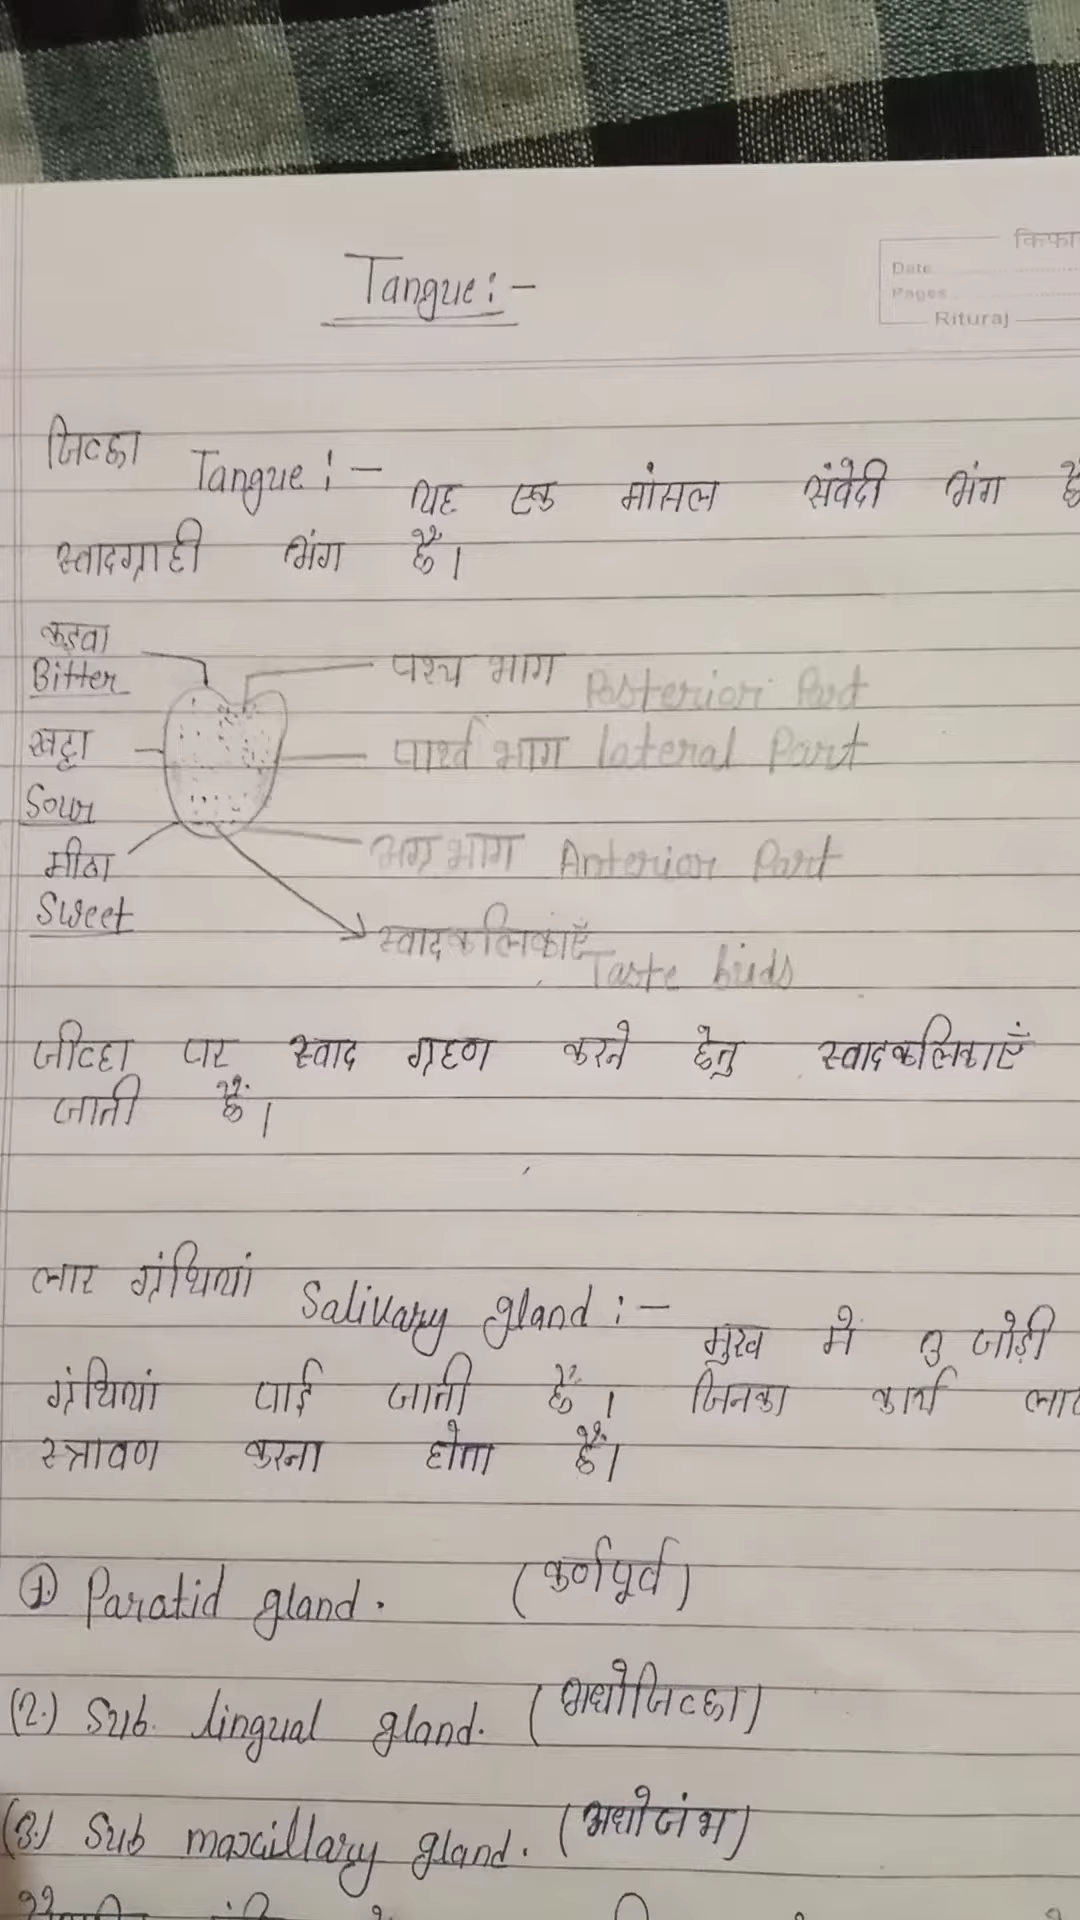 किफा
Date
Pages
Rituraj
Tangue:-
जिव्हा Tangue:- यह एक मांसल संवेदी अंग है
स्वादग्राही अंग है।
कड़वा
Bitter
पश्च भाग Posterior Part
खट्टा
पार्श्व भाग lateral Part
Sour
मीठा
अग्र भाग Anterior Part
Sweet
स्वादकलिकाएँ Taste buds
जीव्हा पर स्वाद ग्रहण करने हेतु स्वादकलिकाएँ
जाती हैं।
लार ग्रंथियां Salivary gland:- मुख में 3 जोड़ी
ग्रंथियां पाई जाती हैं। जिनका कार्य लार
स्त्रावण करना होता हैं।
① Paratid gland. (कर्णपूर्व)
(2.) Sub. lingual gland. (अधोजिव्हा)
(3.) Sub maxillary gland. (अधोजंभ)